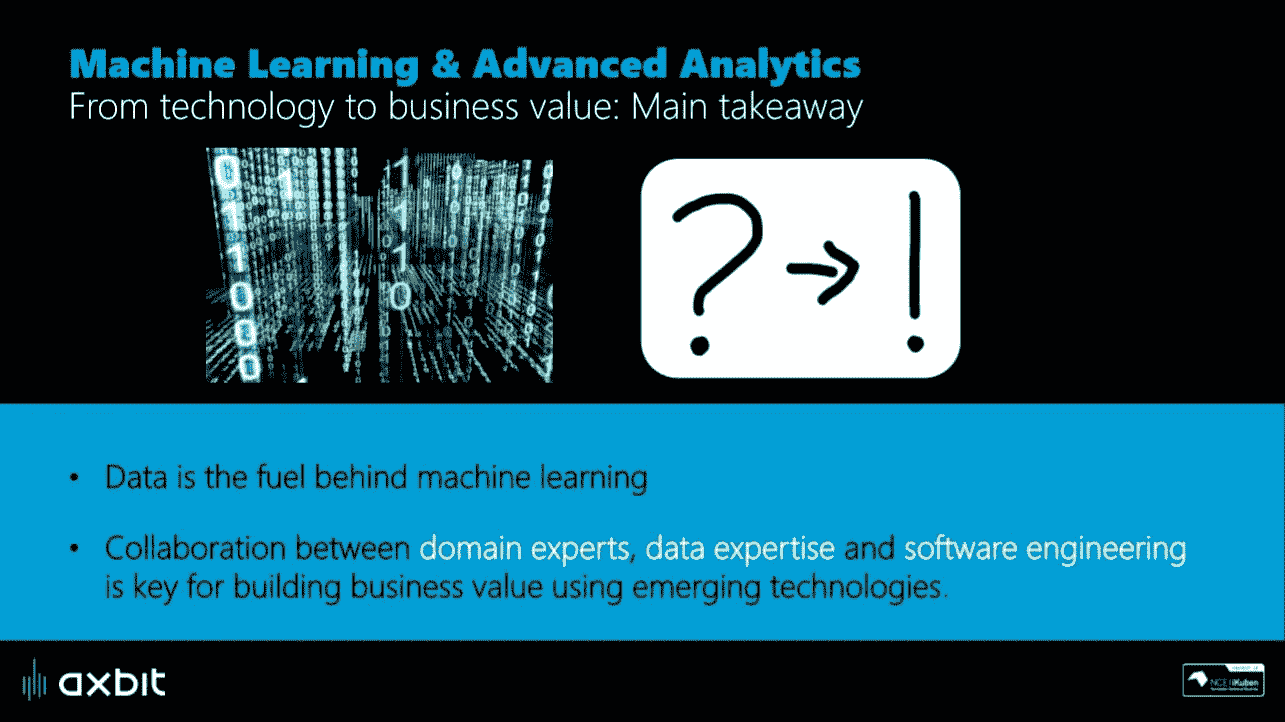 Machine Learning & Advanced Analytics
From technology to business value: Main takeaway
? → !
• Data is the fuel behind machine learning
• Collaboration between domain experts, data expertise and software engineering
is key for building business value using emerging technologies.
axbit
NCE iKuben